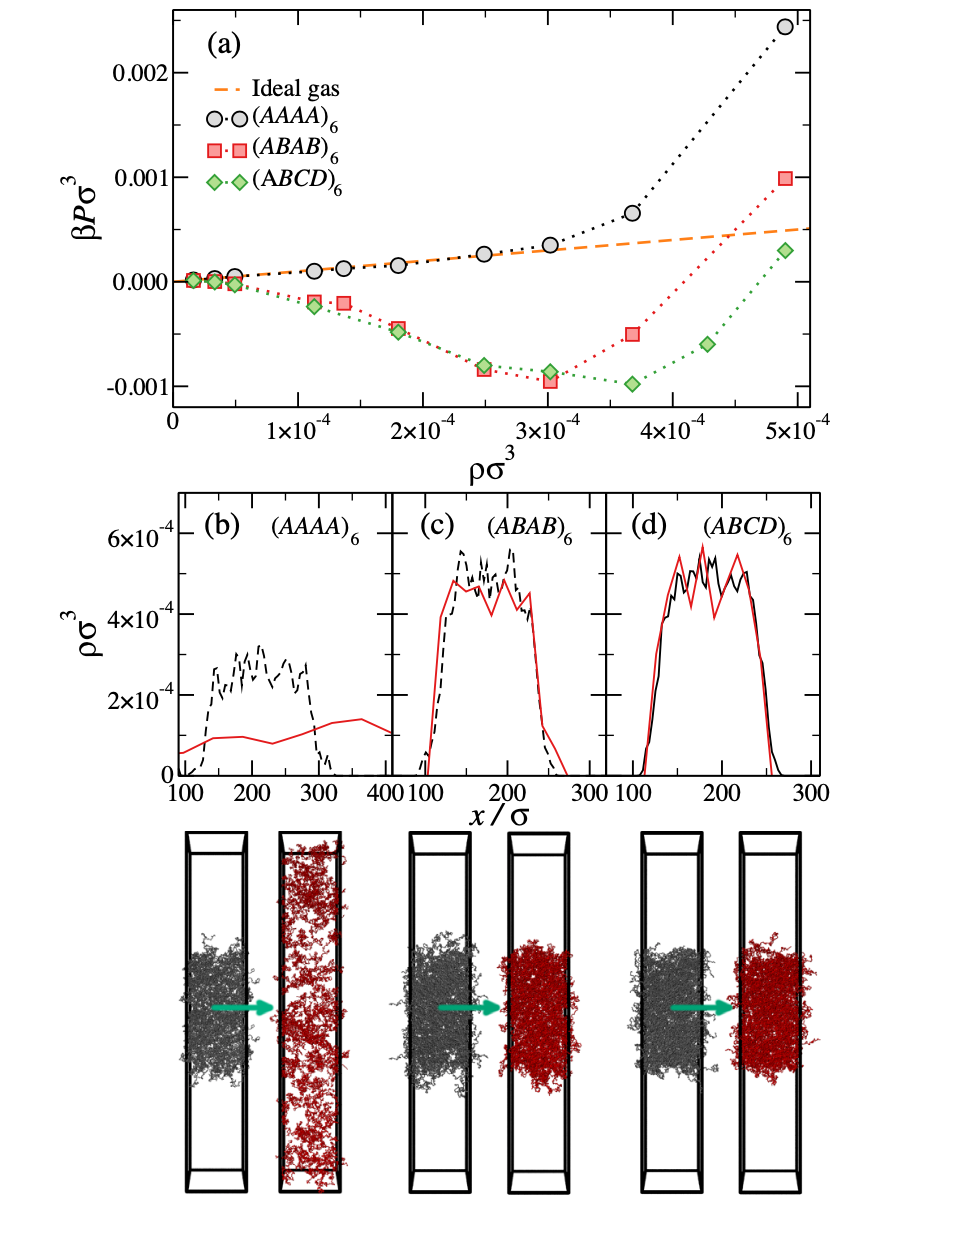 (a)
Ideal gas
(AAAA)₆
(ABAB)₆
(ABCD)₆
βPσ³
0.002
0.001
0.000
-0.001
0
1×10⁻⁴
2×10⁻⁴
3×10⁻⁴
4×10⁻⁴
5×10⁻⁴
ρσ³
(b) (AAAA)₆
(c) (ABAB)₆
(d) (ABCD)₆
ρσ³
6×10⁻⁴
4×10⁻⁴
2×10⁻⁴
0
100 200 300 400
100 200 300
100 200 300
x / σ